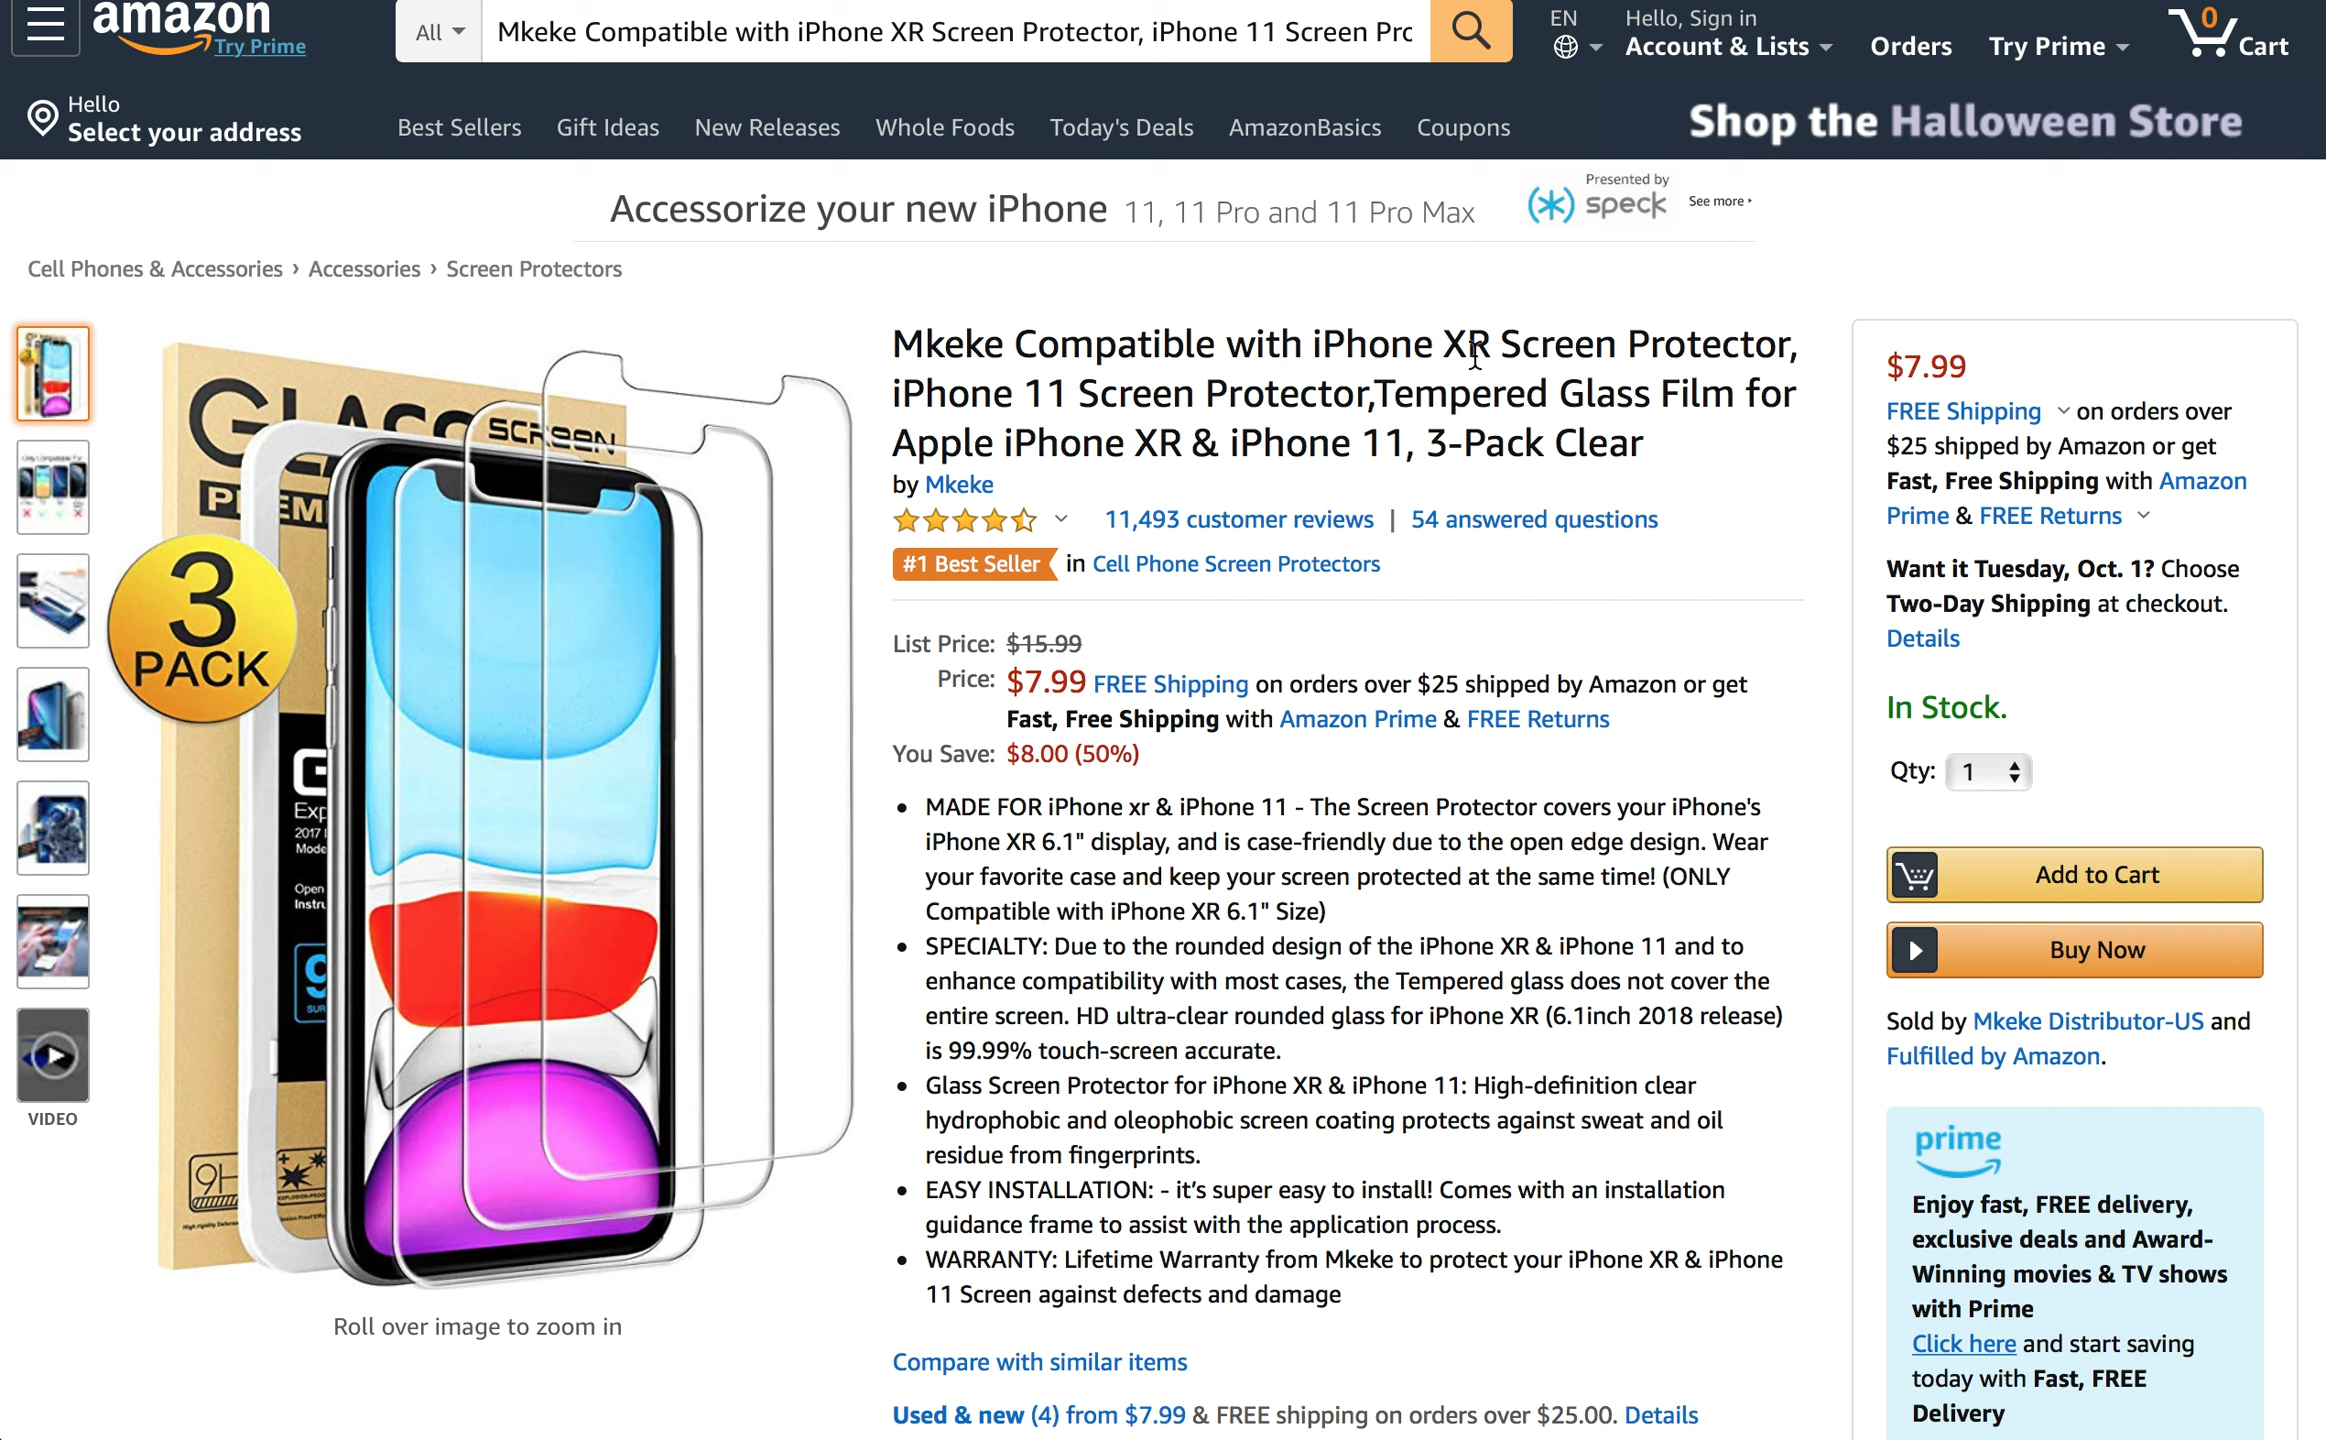 amazon
Try Prime
All
Mkeke Compatible with iPhone XR Screen Protector, iPhone 11 Screen Prc
EN
Hello, Sign in
Account & Lists
Orders
Try Prime
0
Cart
Hello
Select your address
Best Sellers
Gift Ideas
New Releases
Whole Foods
Today's Deals
AmazonBasics
Coupons
Shop the Halloween Store
Accessorize your new iPhone 11, 11 Pro and 11 Pro Max
Presented by
speck
See more
Cell Phones & Accessories › Accessories › Screen Protectors
GLASS
SCREEN
PREM
3
PACK
Exp
2017
Mode
Open
Instru
9
SUR
9H
VIDEO
Roll over image to zoom in
Mkeke Compatible with iPhone XR Screen Protector,
iPhone 11 Screen Protector,Tempered Glass Film for
Apple iPhone XR & iPhone 11, 3-Pack Clear
by Mkeke
11,493 customer reviews | 54 answered questions
#1 Best Seller in Cell Phone Screen Protectors
List Price: $15.99
Price: $7.99 FREE Shipping on orders over $25 shipped by Amazon or get
Fast, Free Shipping with Amazon Prime & FREE Returns
You Save: $8.00 (50%)
• MADE FOR iPhone xr & iPhone 11 - The Screen Protector covers your iPhone's
iPhone XR 6.1" display, and is case-friendly due to the open edge design. Wear
your favorite case and keep your screen protected at the same time! (ONLY
Compatible with iPhone XR 6.1" Size)
• SPECIALTY: Due to the rounded design of the iPhone XR & iPhone 11 and to
enhance compatibility with most cases, the Tempered glass does not cover the
entire screen. HD ultra-clear rounded glass for iPhone XR (6.1inch 2018 release)
is 99.99% touch-screen accurate.
• Glass Screen Protector for iPhone XR & iPhone 11: High-definition clear
hydrophobic and oleophobic screen coating protects against sweat and oil
residue from fingerprints.
• EASY INSTALLATION: - it’s super easy to install! Comes with an installation
guidance frame to assist with the application process.
• WARRANTY: Lifetime Warranty from Mkeke to protect your iPhone XR & iPhone
11 Screen against defects and damage
Compare with similar items
Used & new (4) from $7.99 & FREE shipping on orders over $25.00. Details
$7.99
FREE Shipping on orders over
$25 shipped by Amazon or get
Fast, Free Shipping with Amazon
Prime & FREE Returns
Want it Tuesday, Oct. 1? Choose
Two-Day Shipping at checkout.
Details
In Stock.
Qty: 1
Add to Cart
Buy Now
Sold by Mkeke Distributor-US and
Fulfilled by Amazon.
prime
Enjoy fast, FREE delivery,
exclusive deals and Award-
Winning movies & TV shows
with Prime
Click here and start saving
today with Fast, FREE
Delivery